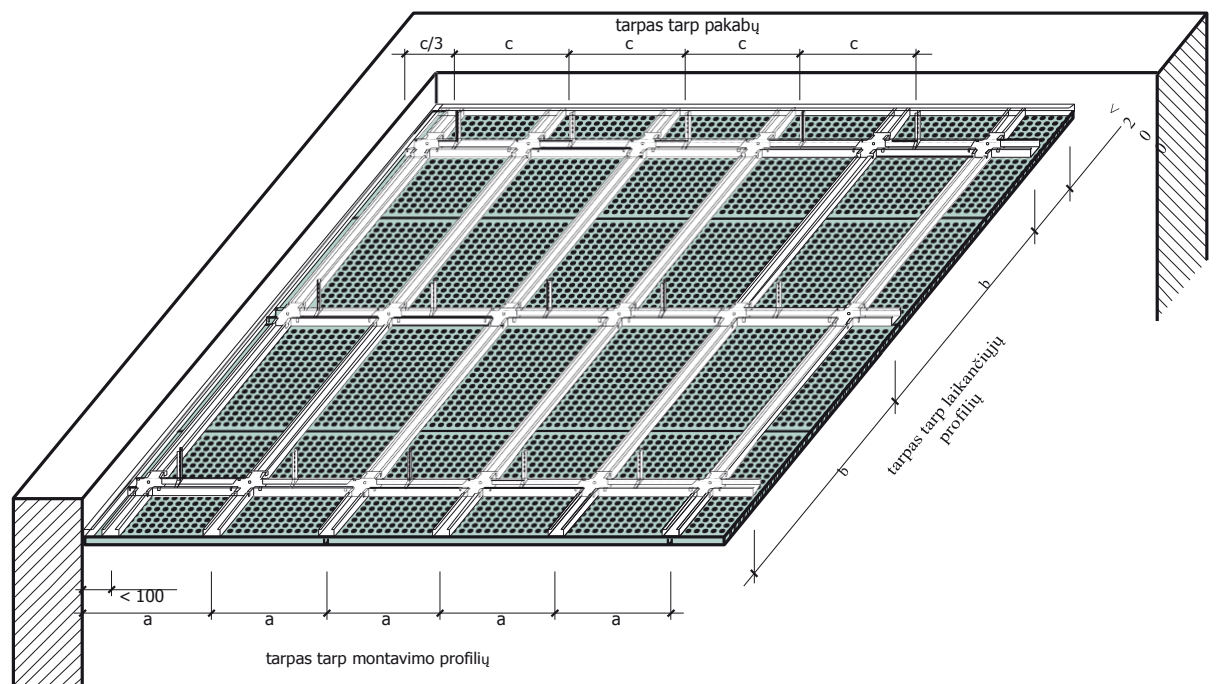 tarpas tarp pakabų
c/3 c c c c
< 200
b
b
tarpas tarp laikančiųjų
profilių
< 100
a a a a a
tarpas tarp montavimo profilių